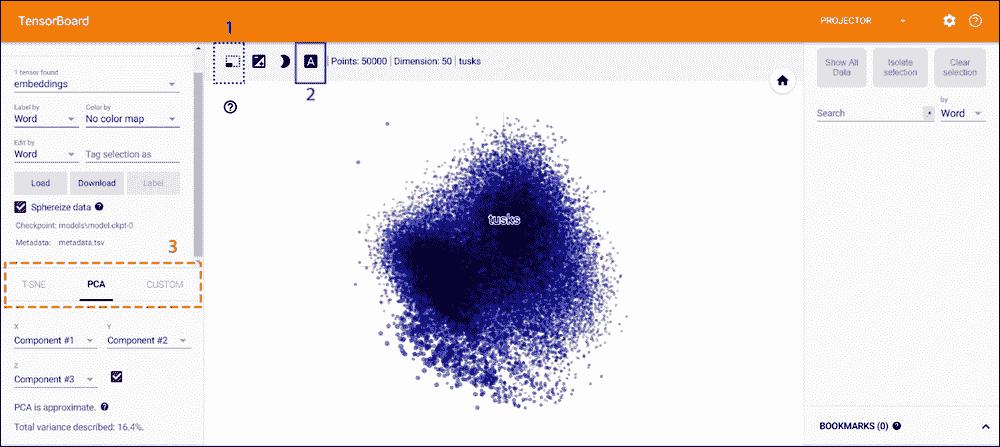 TensorBoard
PROJECTOR
1
Points: 50000 | Dimension: 50 | tusks
2
A
1 tensor found
embeddings
Label by
Color by
Word
No color map
Edit by
Word
Tag selection as
Load
Download
Label
Sphereize data
Checkpoint: models\model.ckpt-0
Metadata: metadata.tsv
3
T-SNE
PCA
CUSTOM
X
Y
Component #1
Component #2
Z
Component #3
PCA is approximate.
Total variance described: 16.4%.
tusks
Show All
Data
Isolate
selection
Clear
selection
Search
.*
by
Word
BOOKMARKS (0)